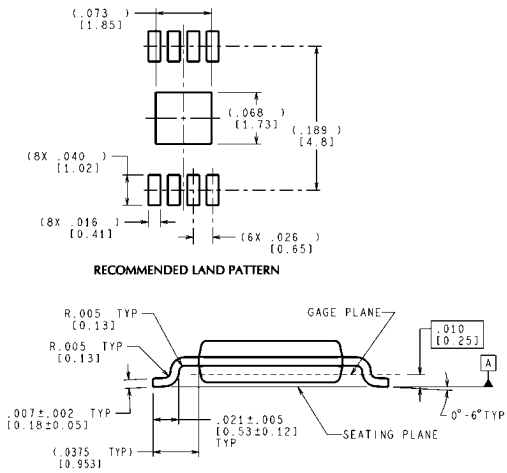 (.073 )
[1.85]
(.068 )
[1.73]
(.189 )
[4.8]
(8X .040 )
[1.02]
(8X .016 )
[0.41]
(6X .026 )
[0.65]
RECOMMENDED LAND PATTERN
R.005 TYP
[0.13]
GAGE PLANE
.010
[0.25]
R.005 TYP
[0.13]
A
.007±.002 TYP
[0.18±0.05]
.021±.005
[0.53±0.12]
TYP
0°-6°TYP
SEATING PLANE
(.0375 TYP)
[0.953]